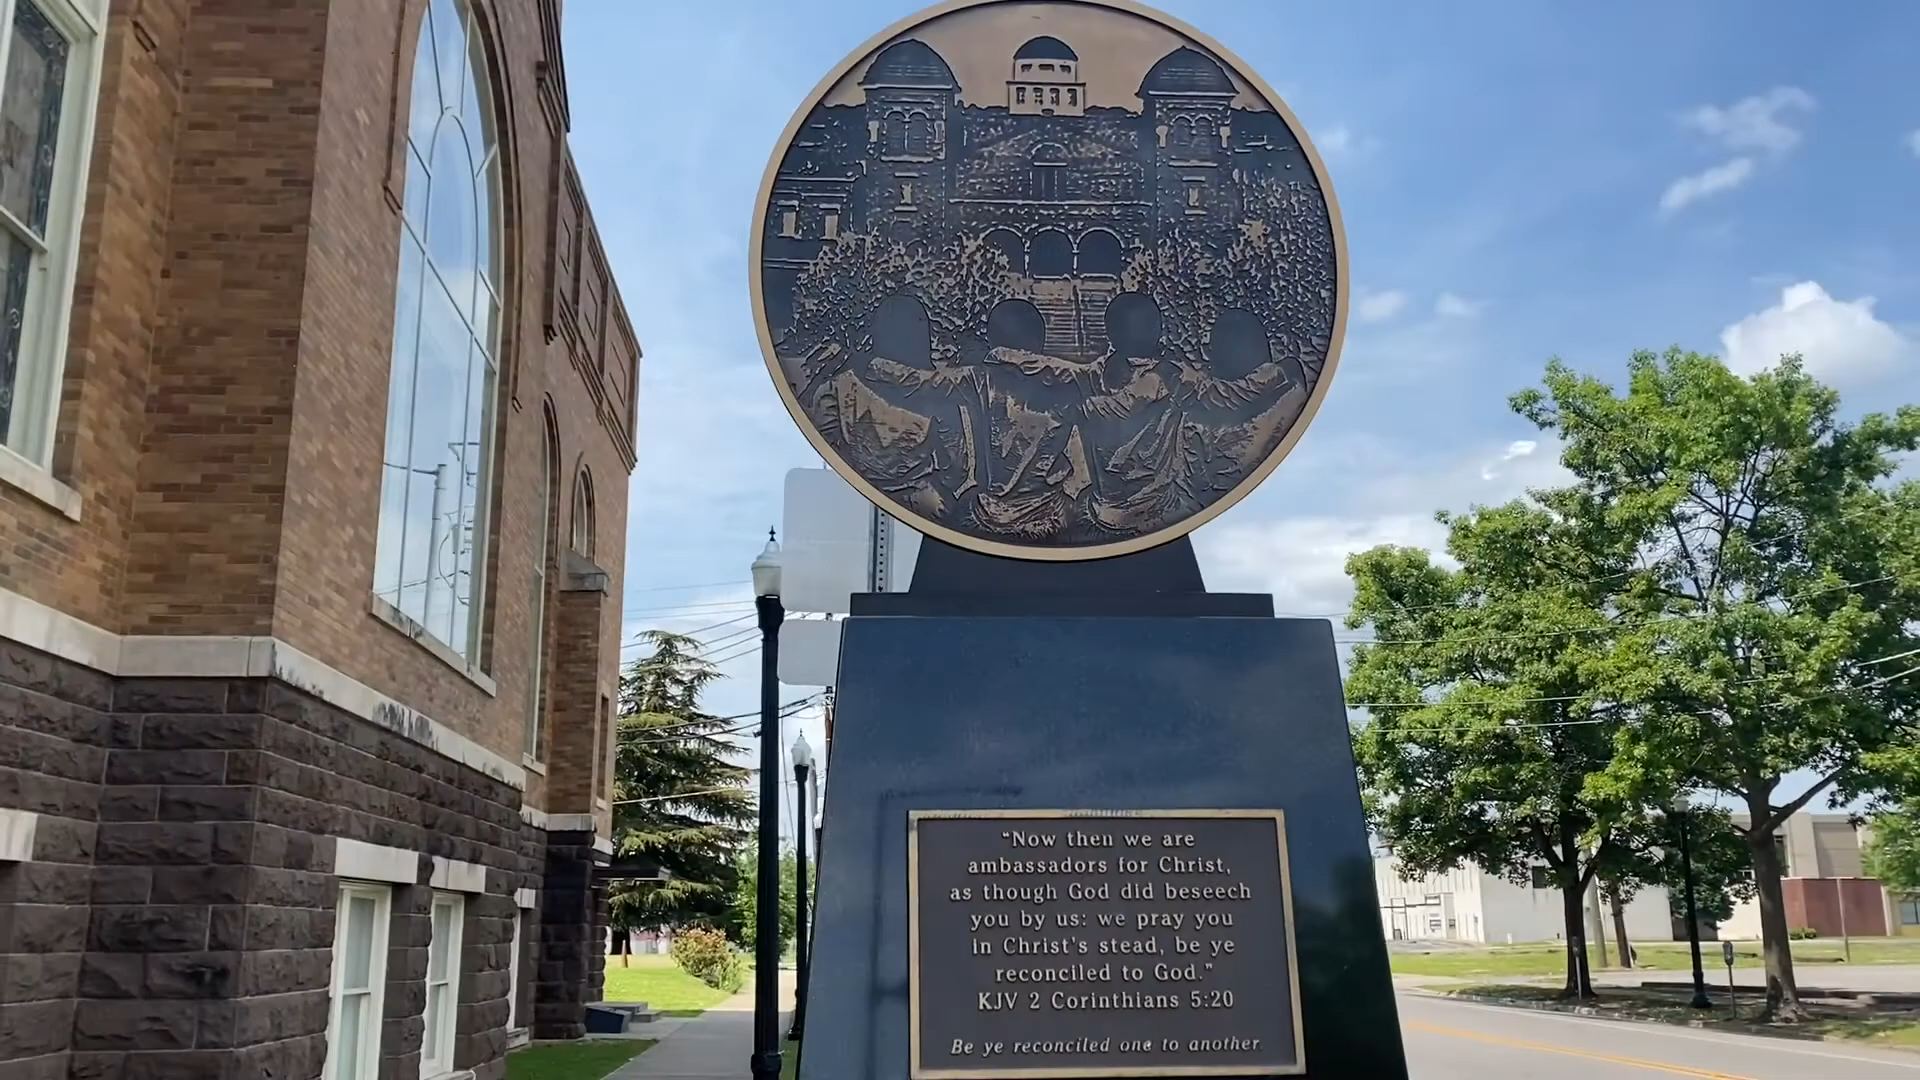 “Now then we are
ambassadors for Christ,
as though God did beseech
you by us: we pray you
in Christ's stead, be ye
reconciled to God.”
KJV 2 Corinthians 5:20
Be ye reconciled one to another.